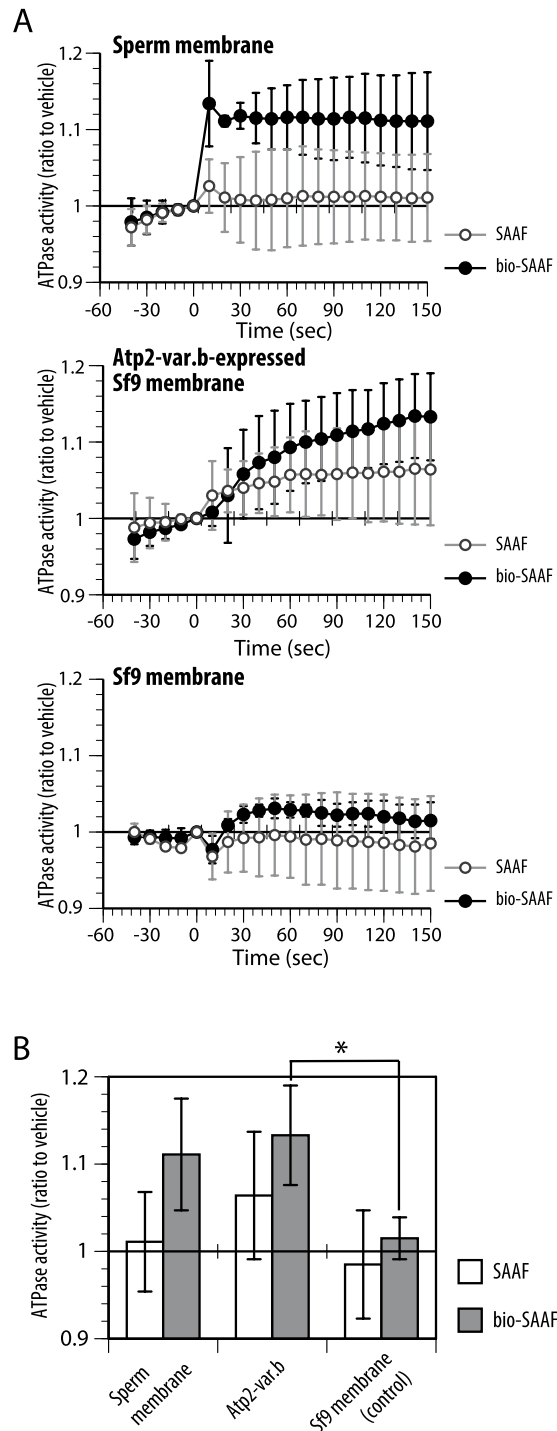 A
Sperm membrane
ATPase activity (ratio to vehicle)
1.2
1.1
1
0.9
-60 -30 0 30 60 90 120 150
Time (sec)
SAAF
bio-SAAF
Atp2-var.b-expressed
Sf9 membrane
ATPase activity (ratio to vehicle)
1.2
1.1
1
0.9
-60 -30 0 30 60 90 120 150
Time (sec)
SAAF
bio-SAAF
Sf9 membrane
ATPase activity (ratio to vehicle)
1.2
1.1
1
0.9
-60 -30 0 30 60 90 120 150
Time (sec)
SAAF
bio-SAAF
B
*
ATPase activity (ratio to vehicle)
1.2
1.1
1
0.9
Sperm
membrane
Atp2-var.b
Sf9 membrane
(control)
SAAF
bio-SAAF